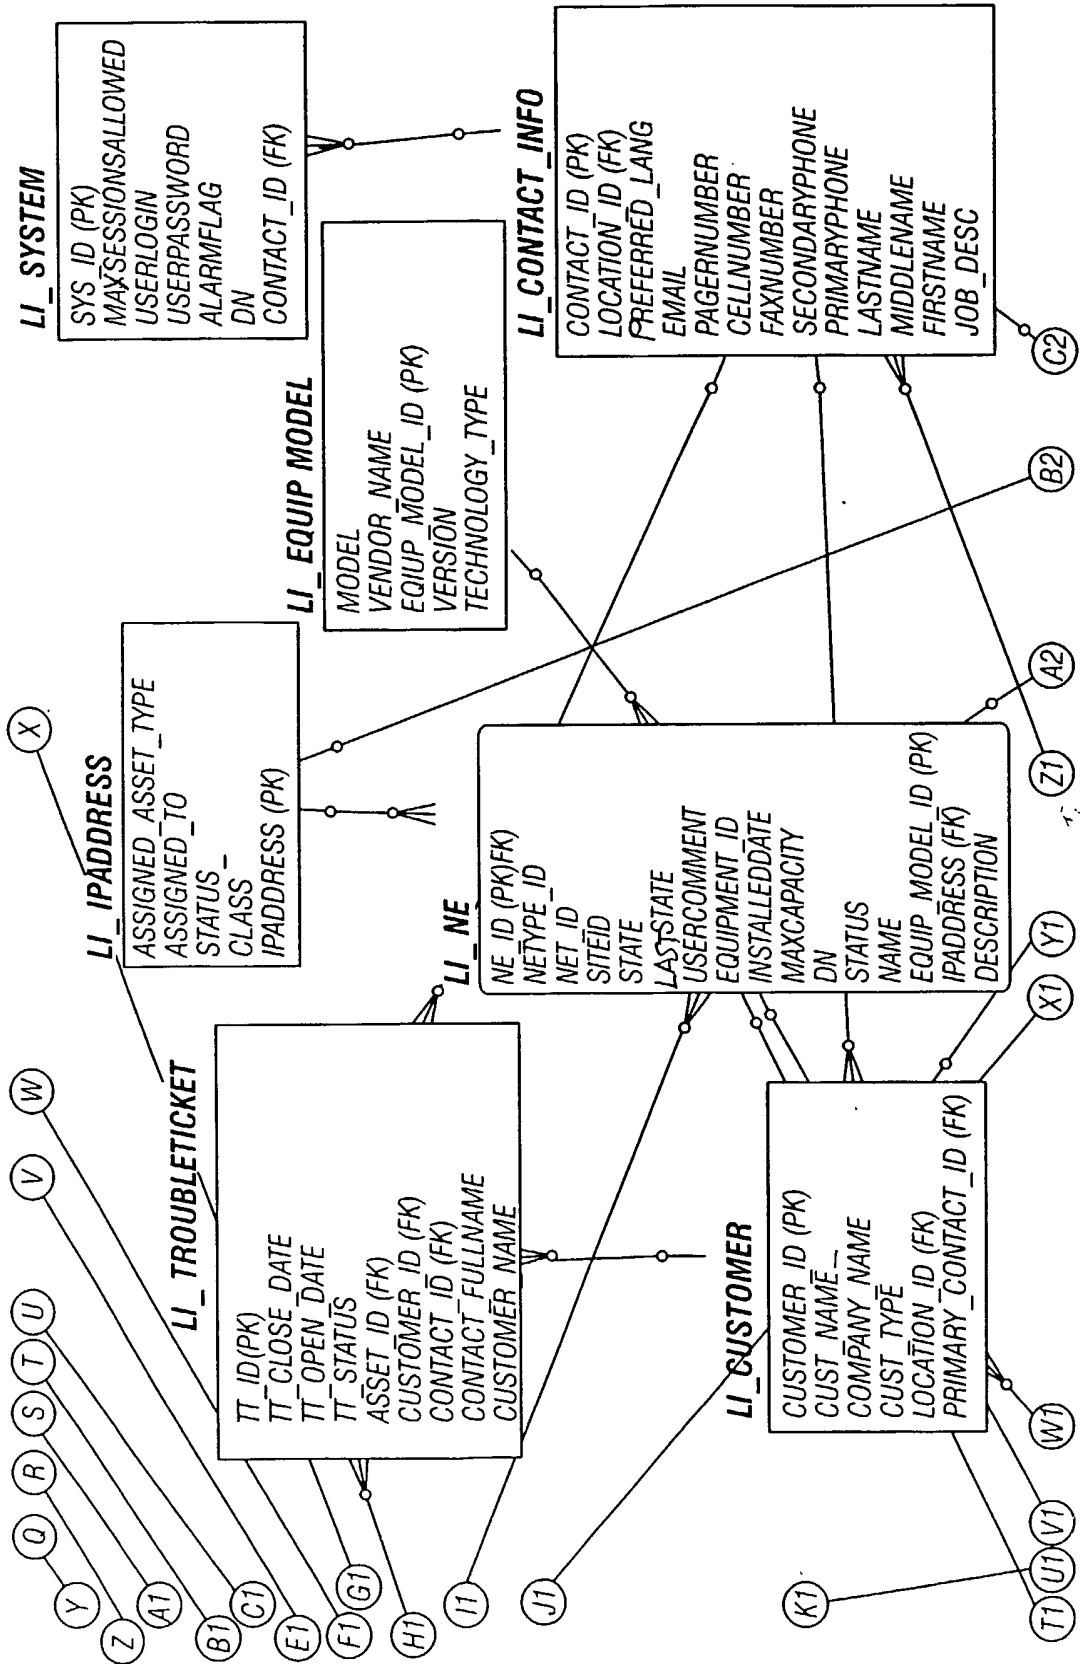 LI_SYSTEM
SYS_ID (PK)
MAXSESSIONSALLOWED
USERLOGIN
USERPASSWORD
ALARMFLAG
DN
CONTACT_ID (FK)
LI_EQUIP MODEL
MODEL
VENDOR_NAME
EQIUP_MODEL_ID (PK)
VERSION
TECHNOLOGY_TYPE
LI_CONTACT_INFO
CONTACT_ID (PK)
LOCATION_ID (FK)
PREFERRED_LANG
EMAIL
PAGERNUMBER
CELLNUMBER
FAXNUMBER
SECONDARYPHONE
PRIMARYPHONE
LASTNAME
MIDDLENAME
FIRSTNAME
JOB_DESC
LI_IPADDRESS
ASSIGNED_ASSET_TYPE
ASSIGNED_TO
STATUS_
CLASS
IPADDRESS (PK)
LI_NE
NE_ID (PK)(FK)
NETYPE_ID
NET_ID
SITEID
STATE
LASTSTATE
USERCOMMENT
EQUIPMENT_ID
INSTALLEDDATE
MAXCAPACITY
DN
STATUS
NAME
EQUIP_MODEL_ID (PK)
IPADDRESS (FK)
DESCRIPTION
LI_TROUBLETICKET
TT_ID(PK)
TT_CLOSE_DATE
TT_OPEN_DATE
TT_STATUS
ASSET_ID (FK)
CUSTOMER_ID (FK)
CONTACT_ID (FK)
CONTACT_FULLNAME
CUSTOMER_NAME
LI_CUSTOMER
CUSTOMER_ID (PK)
CUST_NAME_
COMPANY_NAME
CUST_TYPE
LOCATION_ID (FK)
PRIMARY_CONTACT_ID (FK)
Q
R
S
T
U
V
W
X
Y
Z
A1
B1
C1
E1
F1
G1
H1
I1
J1
K1
T1
U1
V1
W1
X1
Y1
Z1
A2
B2
C2